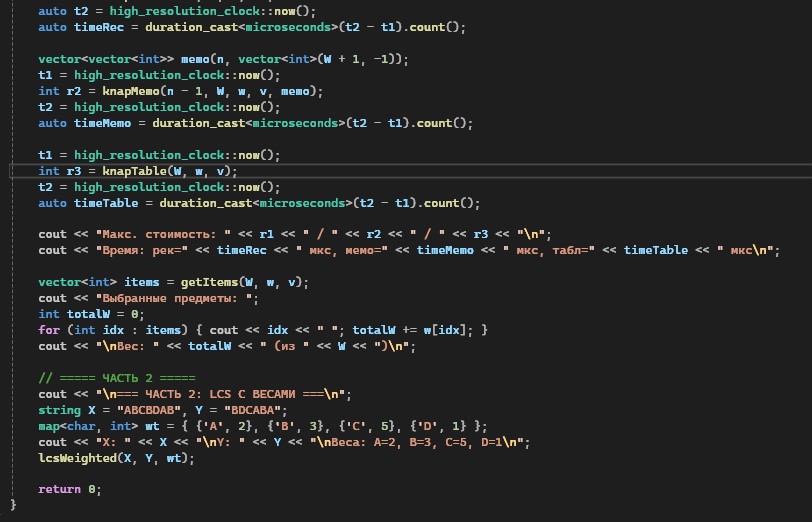 auto t2 = high_resolution_clock::now();
auto timeRec = duration_cast<microseconds>(t2 - t1).count();
vector<vector<int>> memo(n, vector<int>(W + 1, -1));
t1 = high_resolution_clock::now();
int r2 = knapMemo(n - 1, W, w, v, memo);
t2 = high_resolution_clock::now();
auto timeMemo = duration_cast<microseconds>(t2 - t1).count();
t1 = high_resolution_clock::now();
int r3 = knapTable(W, w, v);
t2 = high_resolution_clock::now();
auto timeTable = duration_cast<microseconds>(t2 - t1).count();
cout << "Макс. стоимость: " << r1 << " / " << r2 << " / " << r3 << "\n";
cout << "Время: рек=" << timeRec << " мкс, мемо=" << timeMemo << " мкс, табл=" << timeTable << " мкс\n";
vector<int> items = getItems(W, w, v);
cout << "Выбранные предметы: ";
int totalW = 0;
for (int idx : items) { cout << idx << " "; totalW += w[idx]; }
cout << "\nВес: " << totalW << " (из " << W << ")\n";
// ===== ЧАСТЬ 2 =====
cout << "\n=== ЧАСТЬ 2: LCS С ВЕСАМИ ===\n";
string X = "ABCBDAB", Y = "BDCABA";
map<char, int> wt = { {'A', 2}, {'B', 3}, {'C', 5}, {'D', 1} };
cout << "X: " << X << "\nY: " << Y << "\nВеса: A=2, B=3, C=5, D=1\n";
lcsWeighted(X, Y, wt);
return 0;
}